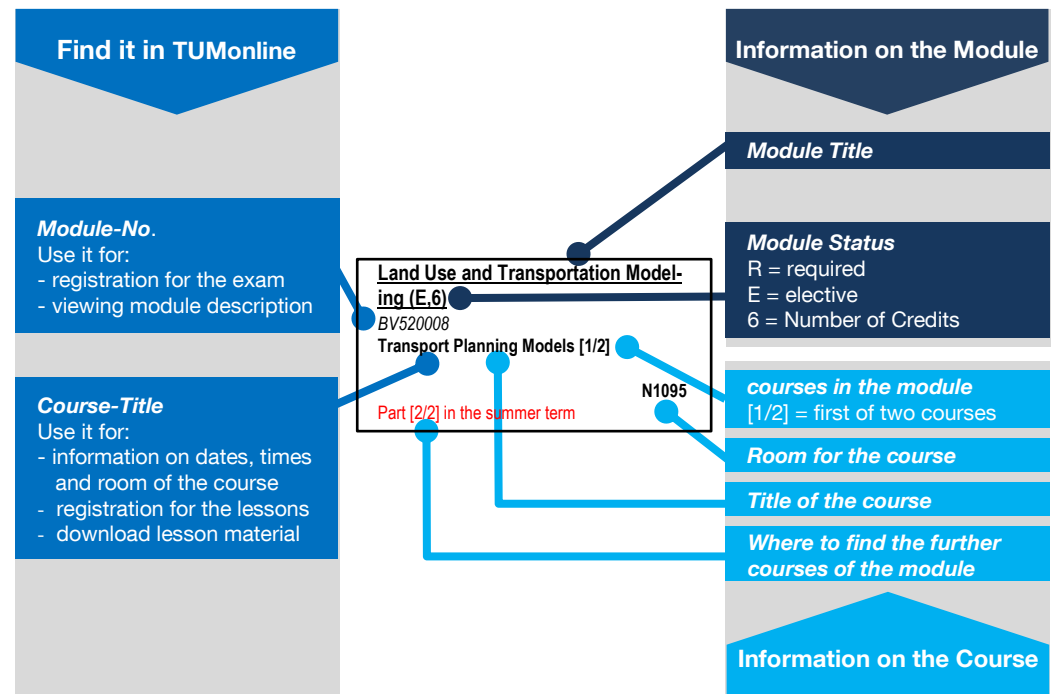 Find it in TUMonline
Module-No.
Use it for:
- registration for the exam
- viewing module description
Course-Title
Use it for:
- information on dates, times
and room of the course
- registration for the lessons
- download lesson material
Land Use and Transportation Model-
ing (E,6)
BV520008
Transport Planning Models [1/2]
N1095
Part [2/2] in the summer term
Information on the Module
Module Title
Module Status
R = required
E = elective
6 = Number of Credits
courses in the module
[1/2] = first of two courses
Room for the course
Title of the course
Where to find the further
courses of the module
Information on the Course